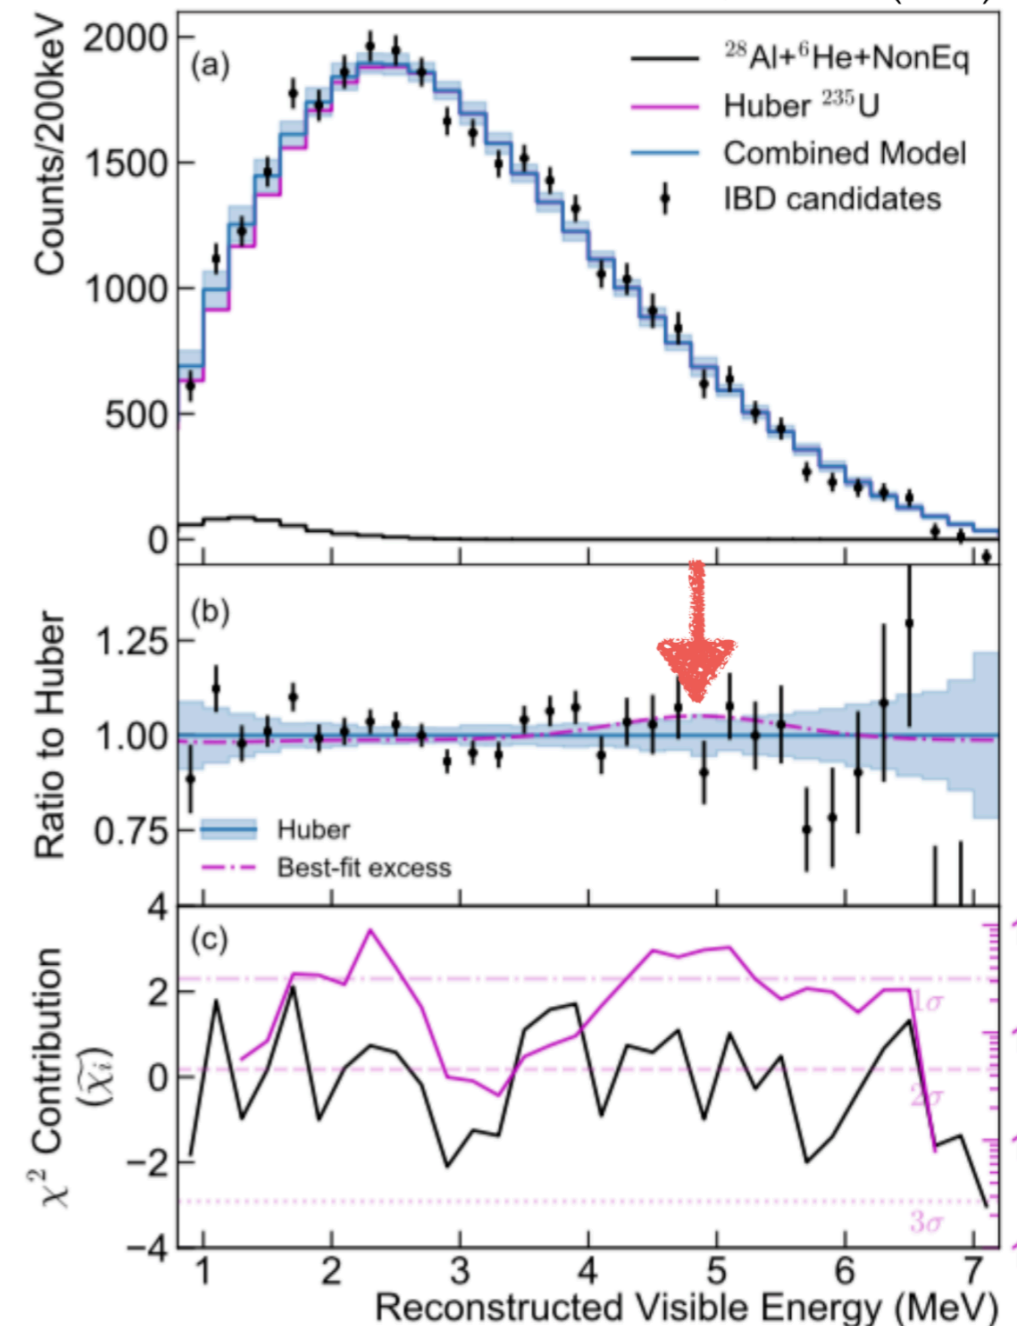 2000
(a)
28Al+6He+NonEq
Huber 235U
Combined Model
IBD candidates
1500
1000
500
0
Counts/200keV
(b)
1.25
1.00
0.75
Ratio to Huber
Huber
Best-fit excess
4
(c)
2
0
−2
−4
χ2 Contribution
(χ̃i)
1σ
2σ
3σ
1 2 3 4 5 6 7
Reconstructed Visible Energy (MeV)